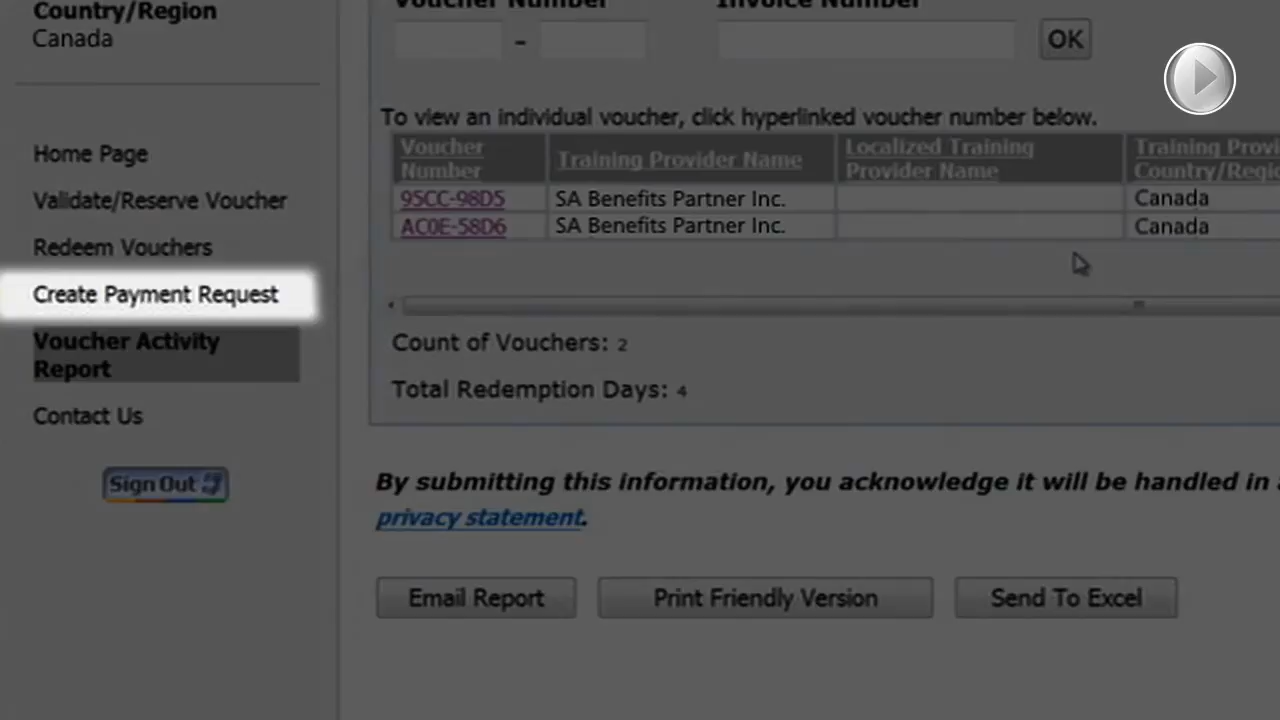 Country/Region
Canada
Home Page
Validate/Reserve Voucher
Redeem Vouchers
Create Payment Request
Voucher Activity
Report
Contact Us
Sign Out
Voucher Number
Invoice Number
-
OK
To view an individual voucher, click hyperlinked voucher number below.
Voucher Number Training Provider Name Localized Training Provider Name Training Country/
95CC-98D5 SA Benefits Partner Inc. Canada
AC0E-58D6 SA Benefits Partner Inc. Canada
Count of Vouchers: 2
Total Redemption Days: 4
By submitting this information, you acknowledge it will be handled in
privacy statement.
Email Report Print Friendly Version Send To Excel